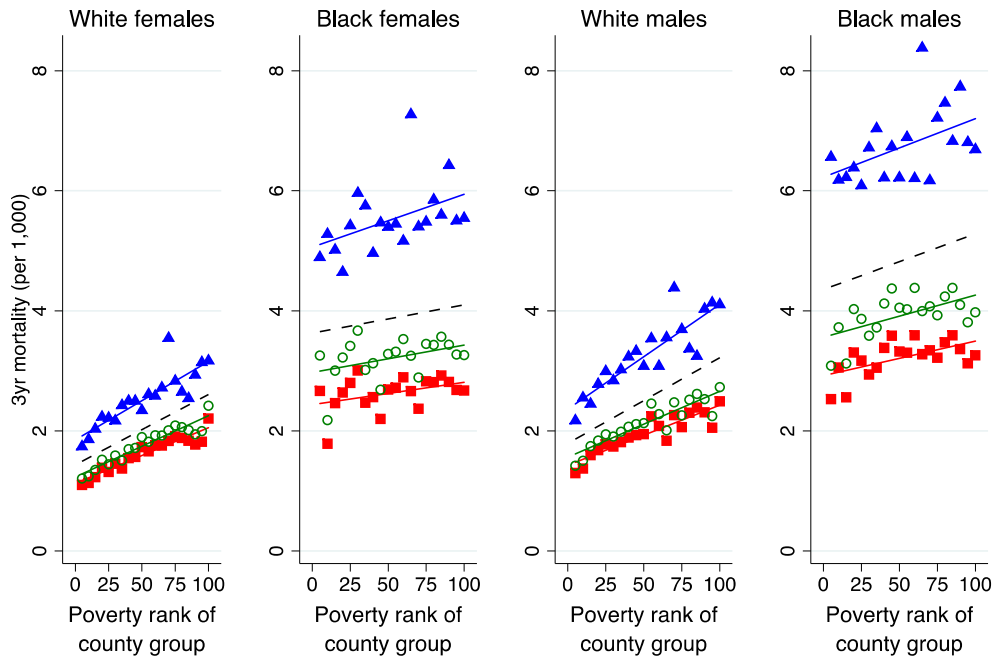 White females
Black females
White males
Black males
3yr mortality (per 1,000)
8
6
4
2
0
0 25 50 75 100
Poverty rank of
county group
8
6
4
2
0
0 25 50 75 100
Poverty rank of
county group
8
6
4
2
0
0 25 50 75 100
Poverty rank of
county group
8
6
4
2
0
0 25 50 75 100
Poverty rank of
county group